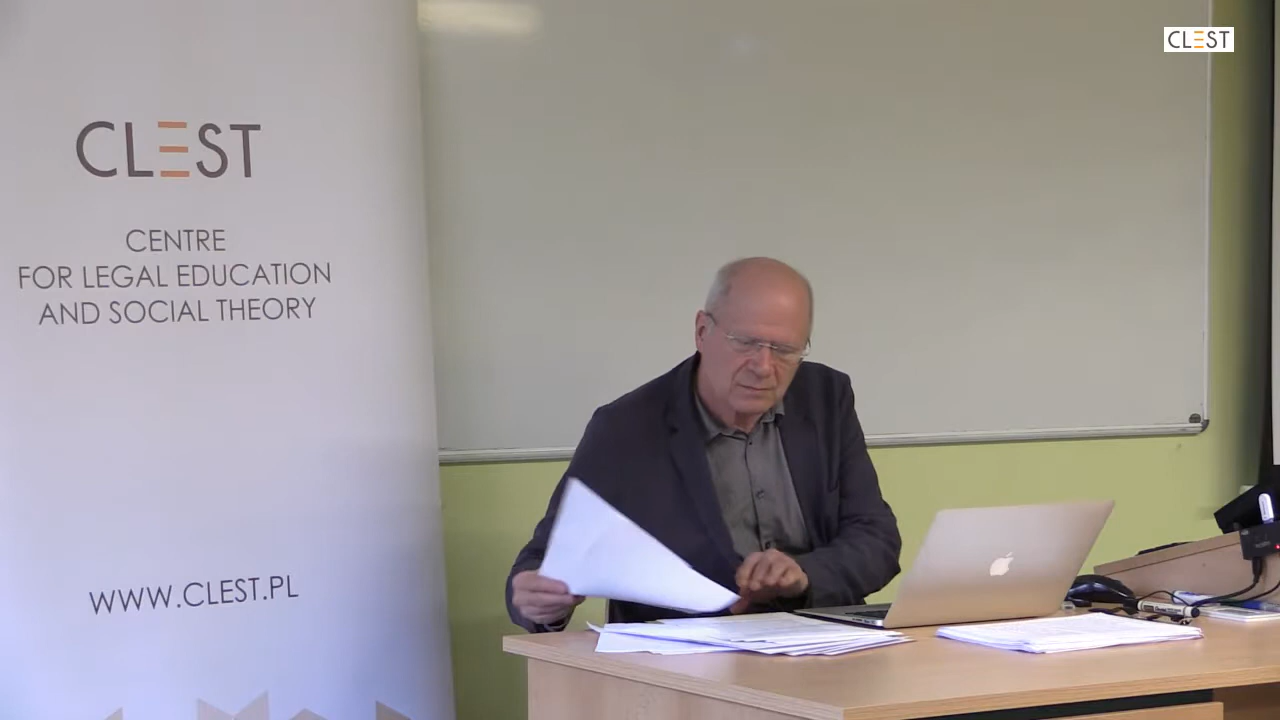 CLEST
CENTRE
FOR LEGAL EDUCATION
AND SOCIAL THEORY
WWW.CLEST.PL
CLEST